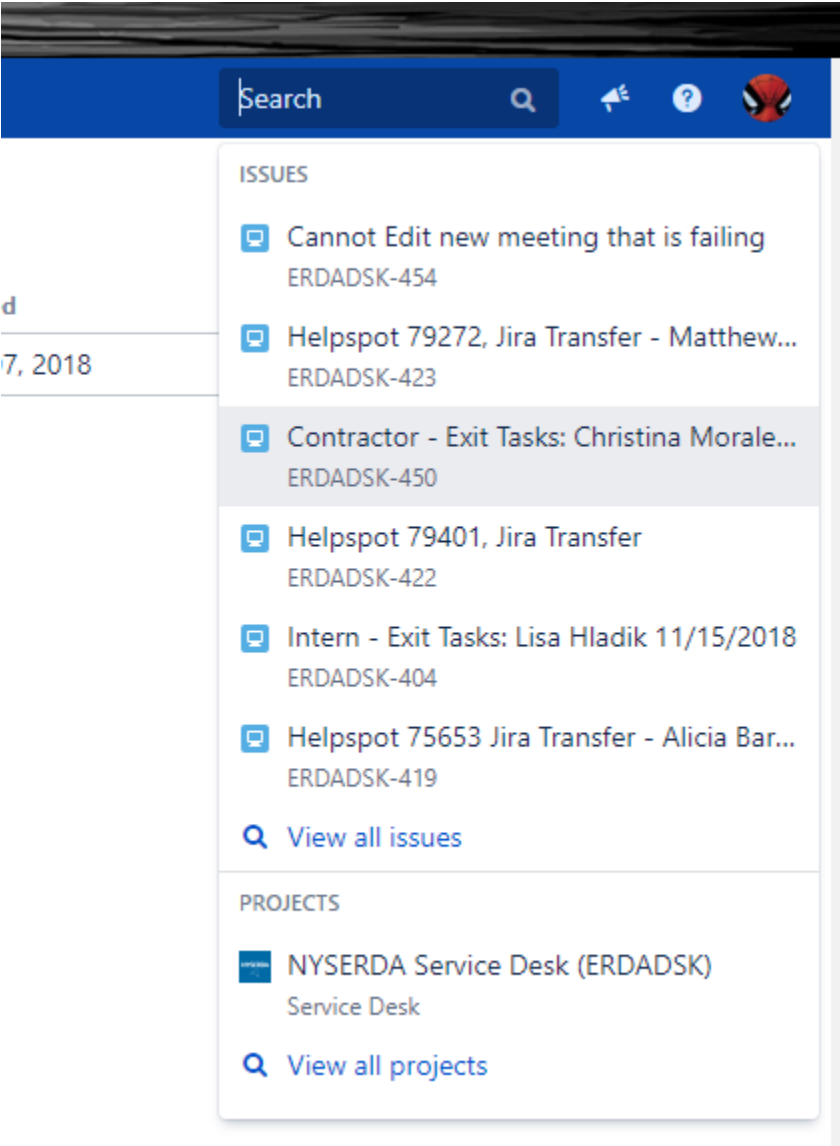 Search
ISSUES
Cannot Edit new meeting that is failing
ERDADSK-454
d
Helpspot 79272, Jira Transfer - Matthew...
7, 2018
ERDADSK-423
Contractor - Exit Tasks: Christina Morale...
ERDADSK-450
Helpspot 79401, Jira Transfer
ERDADSK-422
Intern - Exit Tasks: Lisa Hladik 11/15/2018
ERDADSK-404
Helpspot 75653 Jira Transfer - Alicia Bar...
ERDADSK-419
View all issues
PROJECTS
NYSERDA Service Desk (ERDADSK)
Service Desk
View all projects